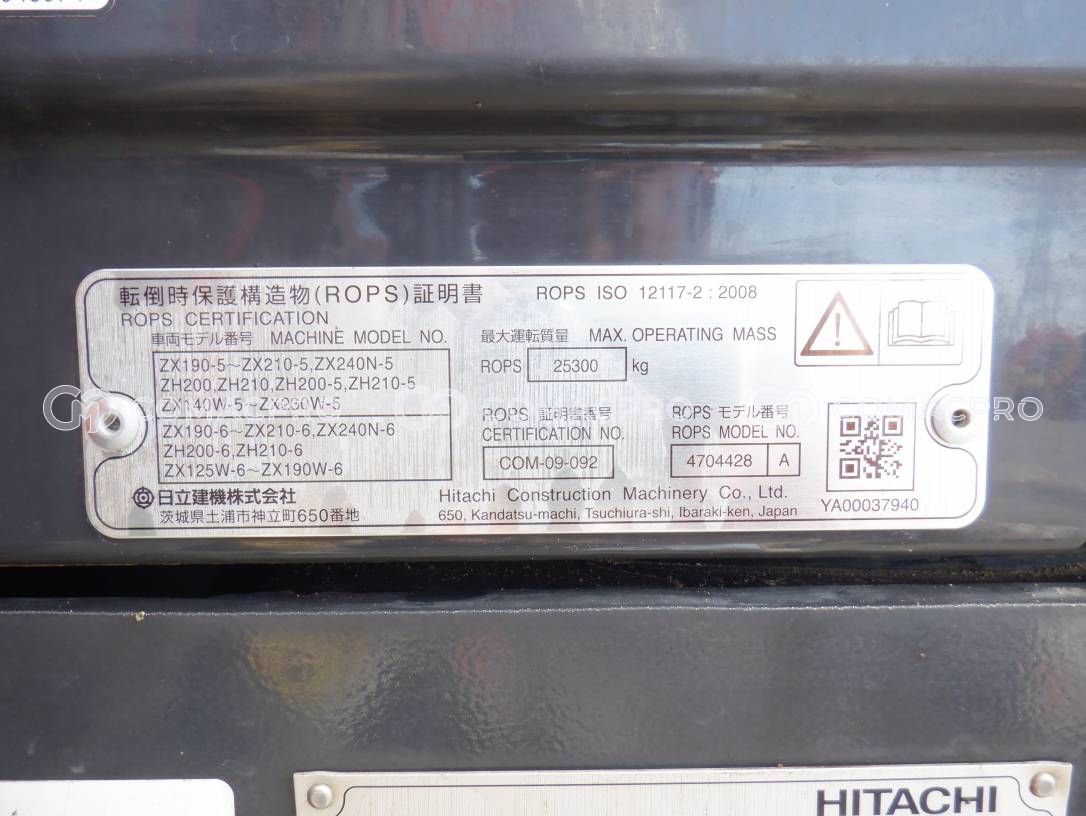 転倒時保護構造物(ROPS)証明書 ROPS ISO 12117-2 : 2008
ROPS CERTIFICATION
車両モデル番号 MACHINE MODEL NO. 最大運転質量 MAX. OPERATING MASS
ZX190-5～ZX210-5,ZX240N-5
ROPS 25300 kg
ZH200,ZH210,ZH200-5,ZH210-5
ZX140W-5～ZX230W-5
ZX190-6～ZX210-6,ZX240N-6
ZH200-6,ZH210-6
ZX125W-6～ZX190W-6
ROPS 証明書番号
CERTIFICATION NO.
COM-09-092
ROPS モデル番号
ROPS MODEL NO.
4704428 A
日立建機株式会社 Hitachi Construction Machinery Co., Ltd.
茨城県土浦市神立町650番地 650, Kandatsu-machi, Tsuchiura-shi, Ibaraki-ken, Japan
YA00037940
HITACHI